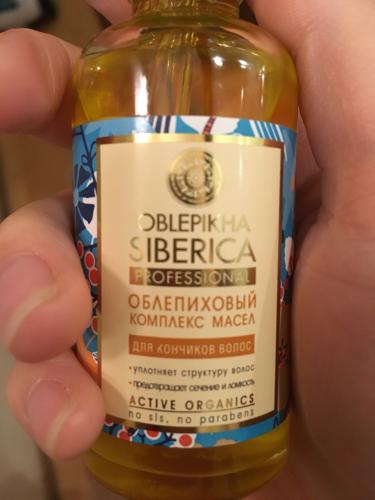 OBLEPIKHA
SIBERICA
PROFESSIONAL
ОБЛЕПИХОВЫЙ
КОМПЛЕКС МАСЕЛ
ДЛЯ КОНЧИКОВ ВОЛОС
• уплотняет структуру волос
• предотвращает сечение и ломкость
ACTIVE ORGANICS
no sls, no parabens